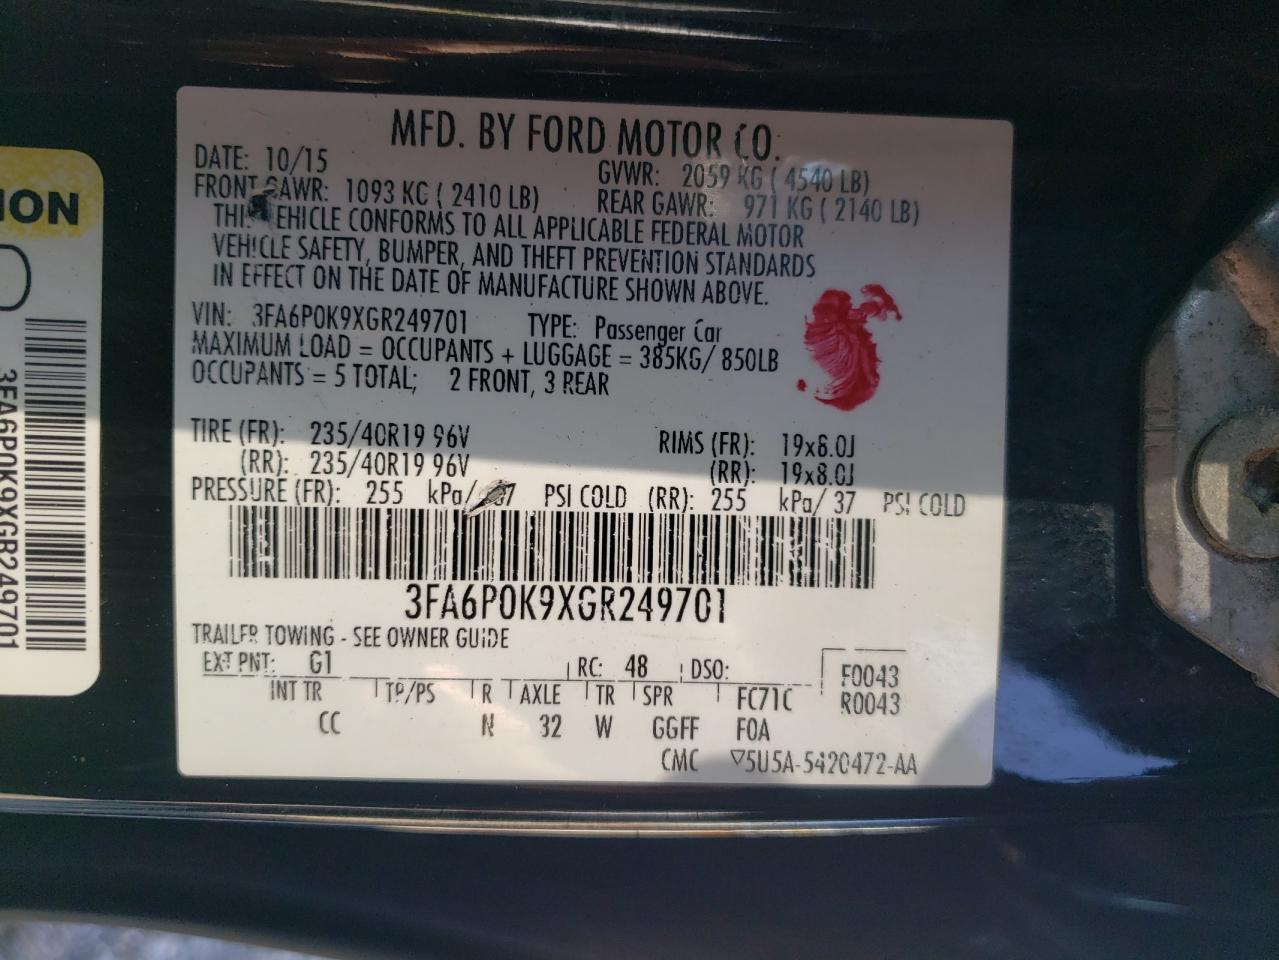 MFD. BY FORD MOTOR CO.
DATE: 10/15 GVWR: 2059 KG ( 4540 LB)
FRONT GAWR: 1093 KG ( 2410 LB) REAR GAWR: 971 KG ( 2140 LB)
THIS VEHICLE CONFORMS TO ALL APPLICABLE FEDERAL MOTOR
VEHICLE SAFETY, BUMPER, AND THEFT PREVENTION STANDARDS
IN EFFECT ON THE DATE OF MANUFACTURE SHOWN ABOVE.
VIN: 3FA6P0K9XGR249701 TYPE: Passenger Car
MAXIMUM LOAD = OCCUPANTS + LUGGAGE = 385KG/ 850LB
OCCUPANTS = 5 TOTAL; 2 FRONT, 3 REAR
TIRE (FR): 235/40R19 96V RIMS (FR): 19x8.0J
(RR): 235/40R19 96V (RR): 19x8.0J
PRESSURE (FR): 255 kPa/ 37 PSI COLD (RR): 255 kPa/ 37 PSI COLD
3FA6P0K9XGR249701
TRAILER TOWING - SEE OWNER GUIDE
EXT PNT: G1 RC: 48 DSO: F0043
INT TR TP/PS R AXLE TR SPR FC71C R0043
CC N 32 W GGFF F0A
CMC ▽5U5A-5420472-AA
ION
3FA6P0K9XGR249701